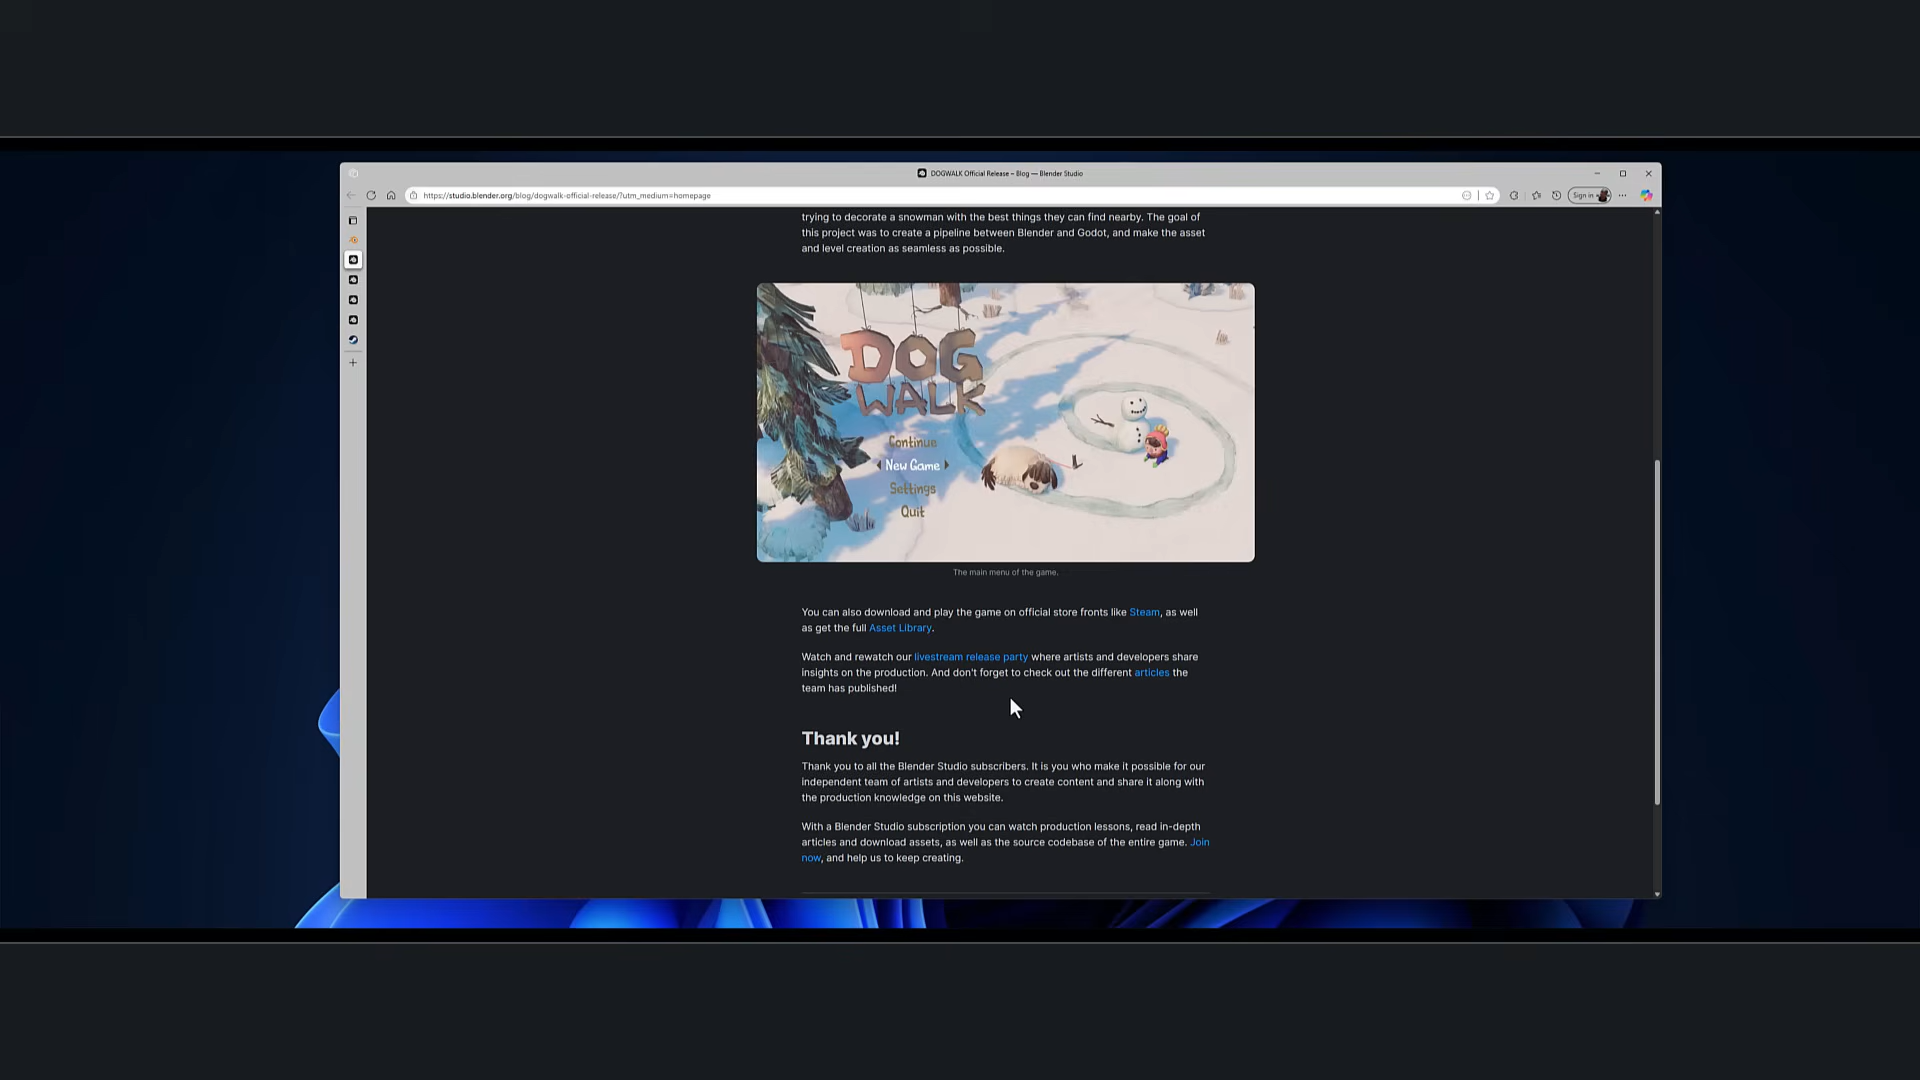 DOGWALK Official Release – Blog — Blender Studio
https://studio.blender.org/blog/dogwalk-official-release/?utm_medium=homepage
Sign in
trying to decorate a snowman with the best things they can find nearby. The goal of
this project was to create a pipeline between Blender and Godot, and make the asset
and level creation as seamless as possible.
DOG
WALK
Continue
New Game
Settings
Quit
The main menu of the game.
You can also download and play the game on official store fronts like Steam, as well
as get the full Asset Library.
Watch and rewatch our livestream release party where artists and developers share
insights on the production. And don't forget to check out the different articles the
team has published!
Thank you!
Thank you to all the Blender Studio subscribers. It is you who make it possible for our
independent team of artists and developers to create content and share it along with
the production knowledge on this website.
With a Blender Studio subscription you can watch production lessons, read in-depth
articles and download assets, as well as the source codebase of the entire game. Join
now, and help us to keep creating.